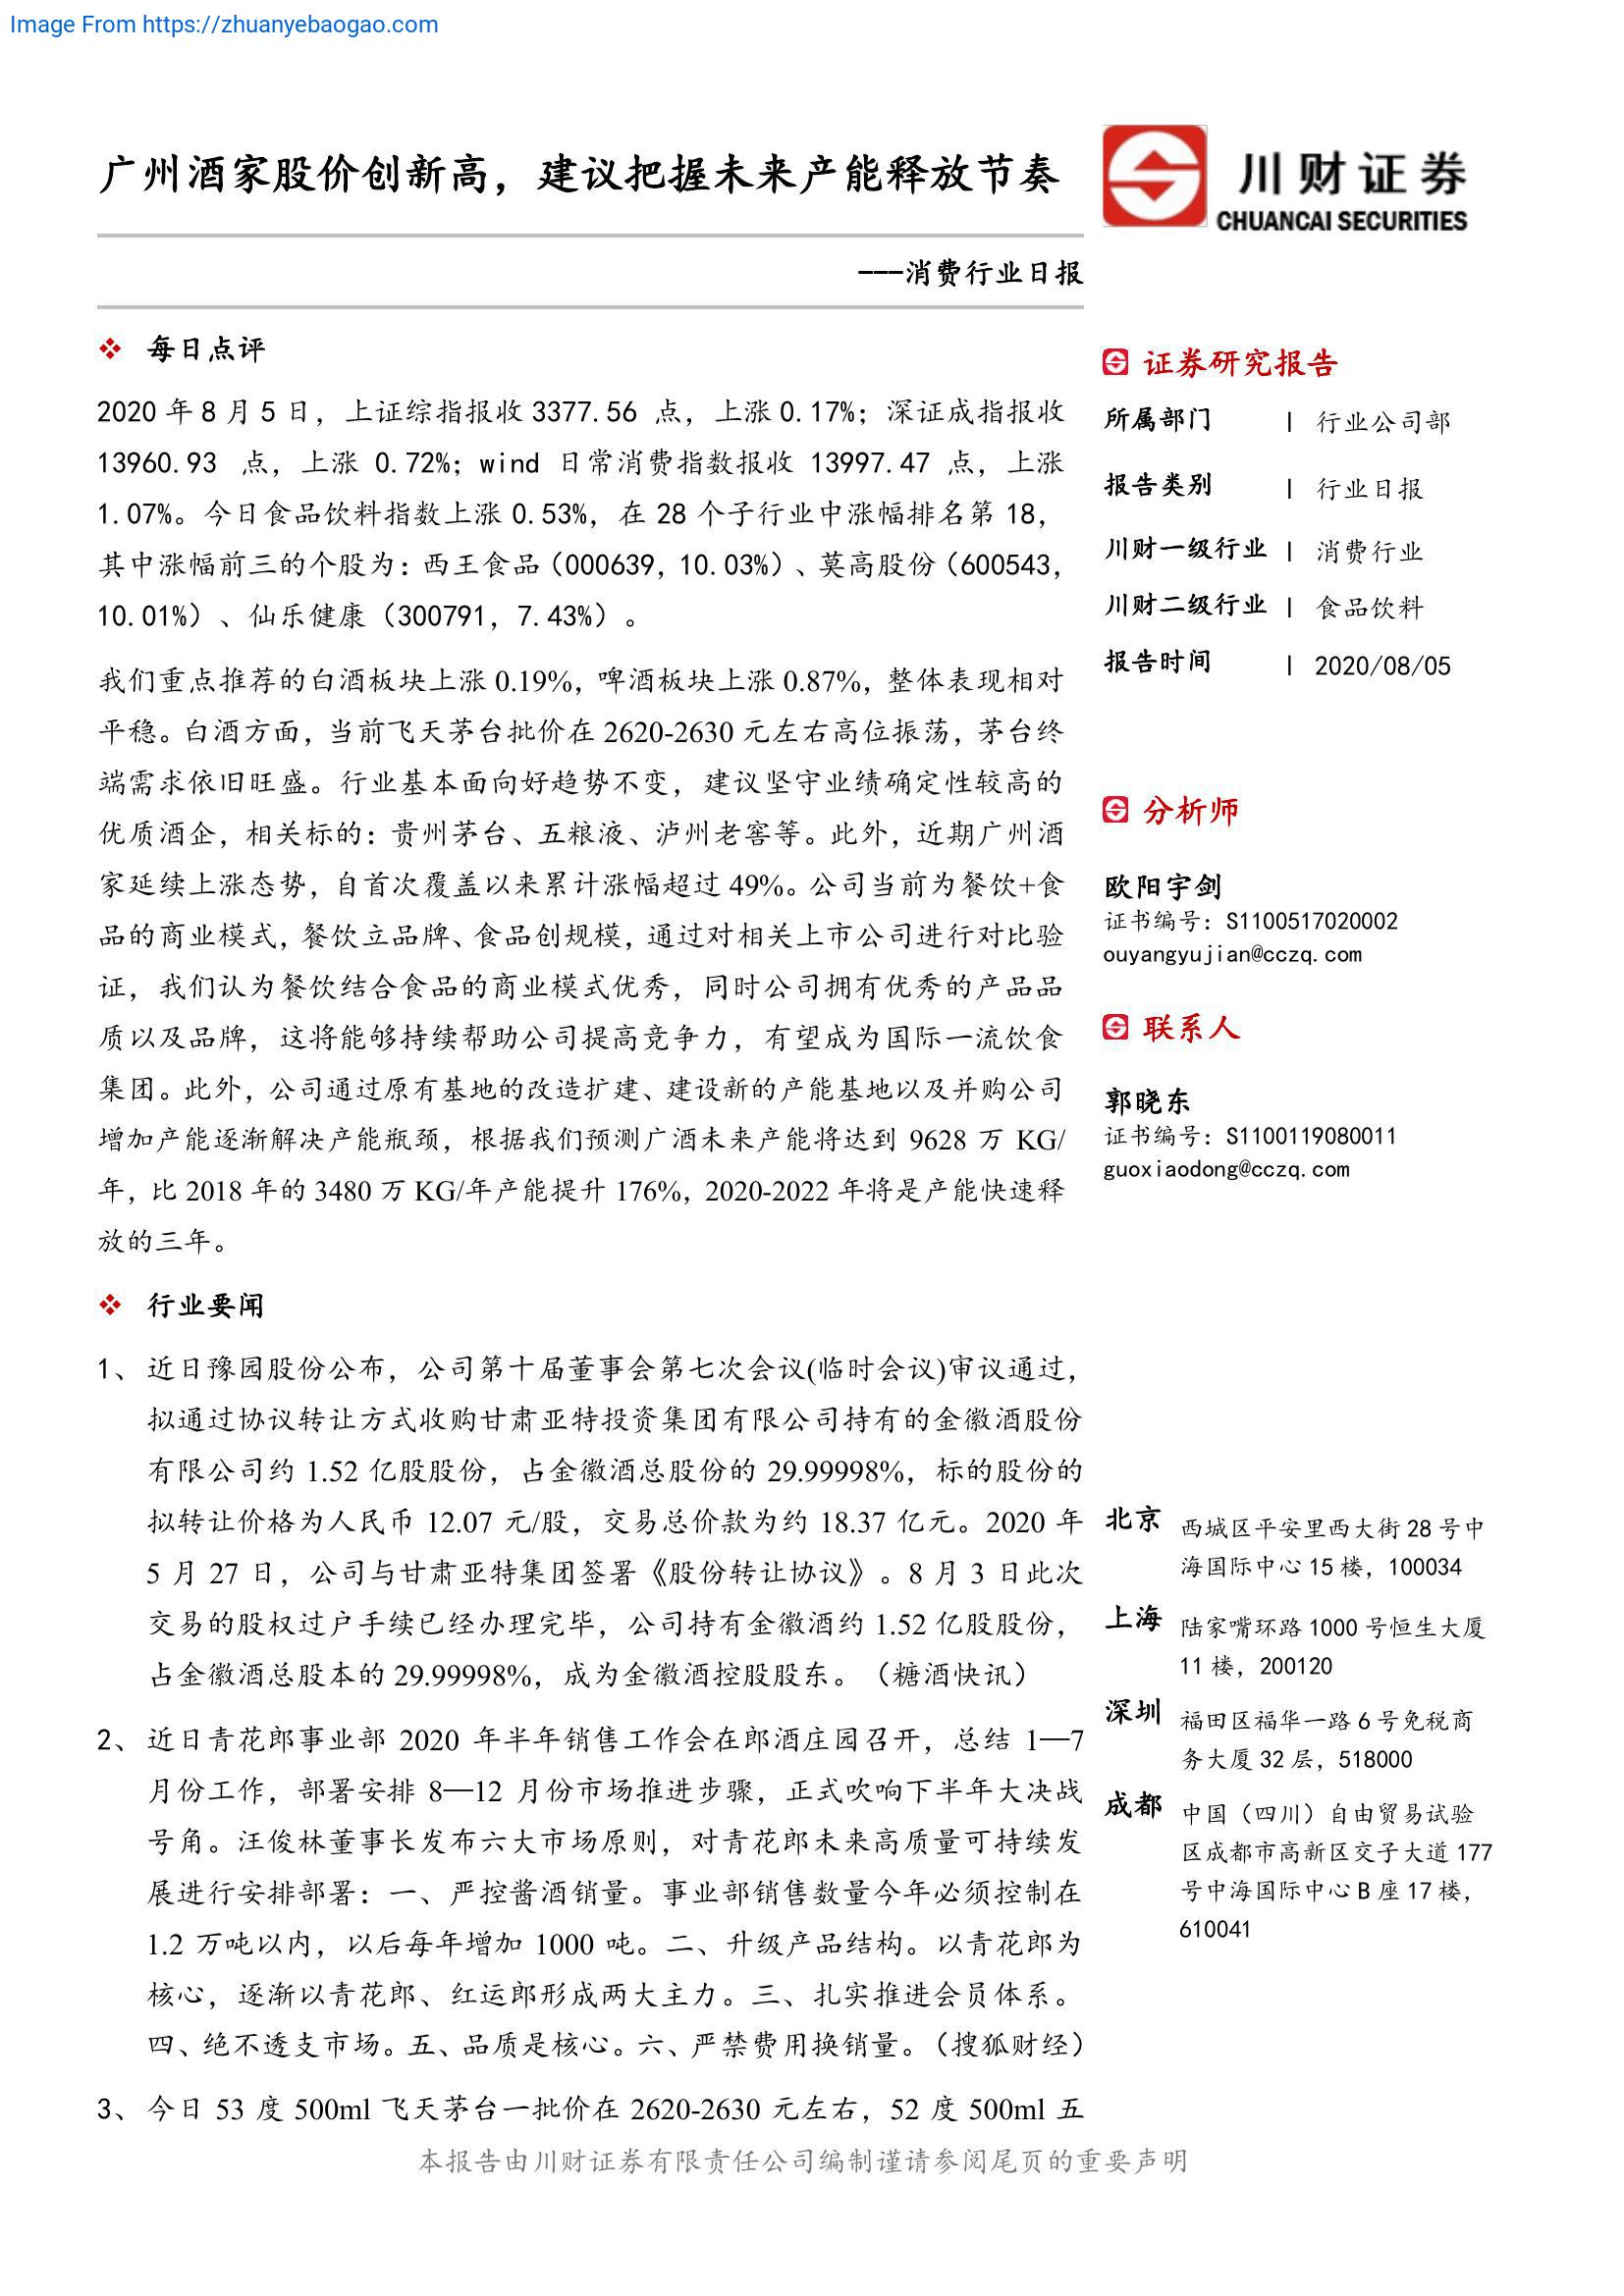 Image From https://zhuanyebaogao.com
广州酒家股价创新高，建议把握未来产能释放节奏
川财证券
CHUANCAI SECURITIES
---消费行业日报
❖ 每日点评
2020 年 8 月 5 日，上证综指报收 3377.56 点，上涨 0.17%；深证成指报收
13960.93 点，上涨 0.72%；wind 日常消费指数报收 13997.47 点，上涨
1.07%。今日食品饮料指数上涨 0.53%，在 28 个子行业中涨幅排名第 18，
其中涨幅前三的个股为：西王食品（000639，10.03%）、莫高股份（600543，
10.01%）、仙乐健康（300791，7.43%）。
我们重点推荐的白酒板块上涨 0.19%，啤酒板块上涨 0.87%，整体表现相对
平稳。白酒方面，当前飞天茅台批价在 2620-2630 元左右高位振荡，茅台终
端需求依旧旺盛。行业基本面向好趋势不变，建议坚守业绩确定性较高的
优质酒企，相关标的：贵州茅台、五粮液、泸州老窖等。此外，近期广州酒
家延续上涨态势，自首次覆盖以来累计涨幅超过 49%。公司当前为餐饮+食
品的商业模式，餐饮立品牌、食品创规模，通过对相关上市公司进行对比验
证，我们认为餐饮结合食品的商业模式优秀，同时公司拥有优秀的产品品
质以及品牌，这将能够持续帮助公司提高竞争力，有望成为国际一流饮食
集团。此外，公司通过原有基地的改造扩建、建设新的产能基地以及并购公司
增加产能逐渐解决产能瓶颈，根据我们预测广酒未来产能将达到 9628 万 KG/
年，比 2018 年的 3480 万 KG/年产能提升 176%，2020-2022 年将是产能快速释
放的三年。
❖ 行业要闻
1、 近日豫园股份公布，公司第十届董事会第七次会议(临时会议)审议通过，
拟通过协议转让方式收购甘肃亚特投资集团有限公司持有的金徽酒股份
有限公司约 1.52 亿股股份，占金徽酒总股份的 29.99998%，标的股份的
拟转让价格为人民币 12.07 元/股，交易总价款为约 18.37 亿元。2020 年
5 月 27 日，公司与甘肃亚特集团签署《股份转让协议》。8 月 3 日此次
交易的股权过户手续已经办理完毕，公司持有金徽酒约 1.52 亿股股份，
占金徽酒总股本的 29.99998%，成为金徽酒控股股东。（糖酒快讯）
2、 近日青花郎事业部 2020 年半年销售工作会在郎酒庄园召开，总结 1—7
月份工作，部署安排 8—12 月份市场推进步骤，正式吹响下半年大决战
号角。汪俊林董事长发布六大市场原则，对青花郎未来高质量可持续发
展进行安排部署：一、严控酱酒销量。事业部销售数量今年必须控制在
1.2 万吨以内，以后每年增加 1000 吨。二、升级产品结构。以青花郎为
核心，逐渐以青花郎、红运郎形成两大主力。三、扎实推进会员体系。
四、绝不透支市场。五、品质是核心。六、严禁费用换销量。（搜狐财经）
3、 今日 53 度 500ml 飞天茅台一批价在 2620-2630 元左右，52 度 500ml 五
证券研究报告
所属部门 | 行业公司部
报告类别 | 行业日报
川财一级行业 | 消费行业
川财二级行业 | 食品饮料
报告时间 | 2020/08/05
分析师
欧阳宇剑
证书编号：S1100517020002
ouyangyujian@cczq.com
联系人
郭晓东
证书编号：S1100119080011
guoxiaodong@cczq.com
北京 西城区平安里西大街 28 号中
海国际中心 15 楼，100034
上海 陆家嘴环路 1000 号恒生大厦
11 楼，200120
深圳 福田区福华一路 6 号免税商
务大厦 32 层，518000
成都 中国（四川）自由贸易试验
区成都市高新区交子大道 177
号中海国际中心 B 座 17 楼，
610041
本报告由川财证券有限责任公司编制谨请参阅尾页的重要声明